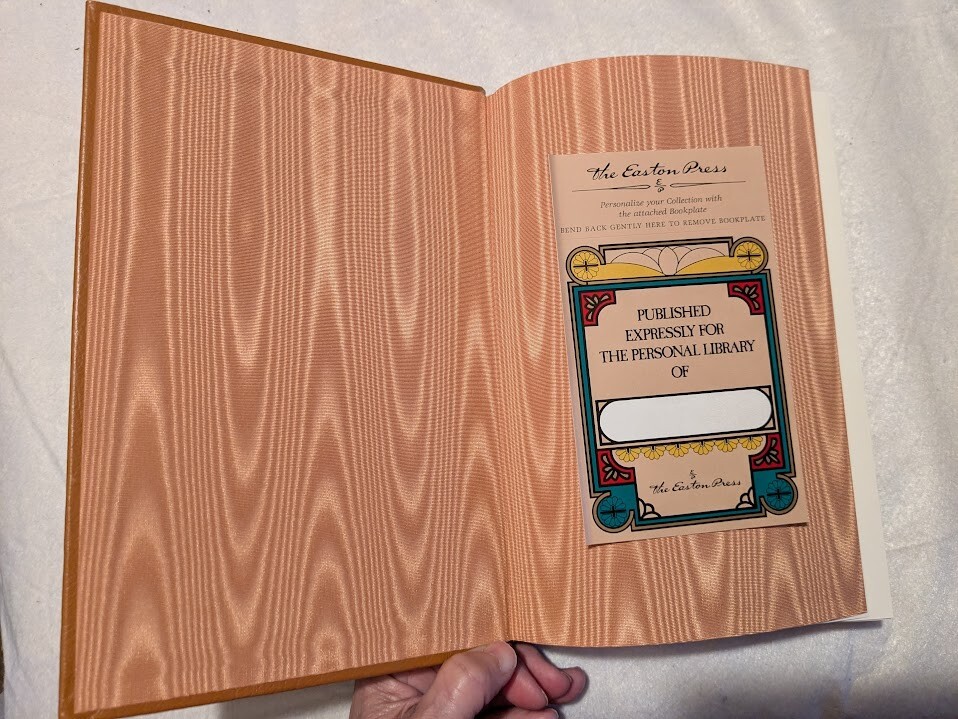 The Easton Press
E
P
Personalize your Collection with
the attached Bookplate
BEND BACK GENTLY HERE TO REMOVE BOOKPLATE
PUBLISHED
EXPRESSLY FOR
THE PERSONAL LIBRARY
OF
E
P
The Easton Press